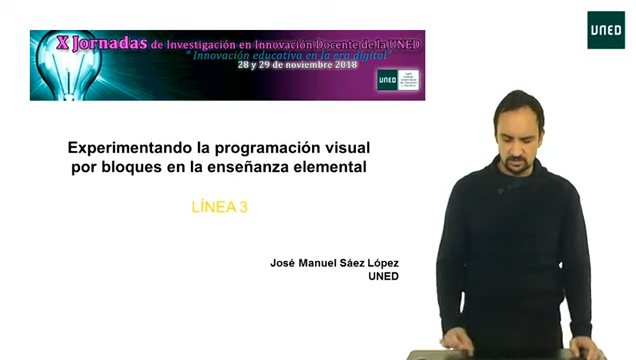 UNED
X Jornadas de Investigación en Innovación Docente de la UNED
"Innovación educativa en la era digital"
28 y 29 de noviembre 2018
UNED
Experimentando la programación visual
por bloques en la enseñanza elemental
LÍNEA 3
José Manuel Sáez López
UNED